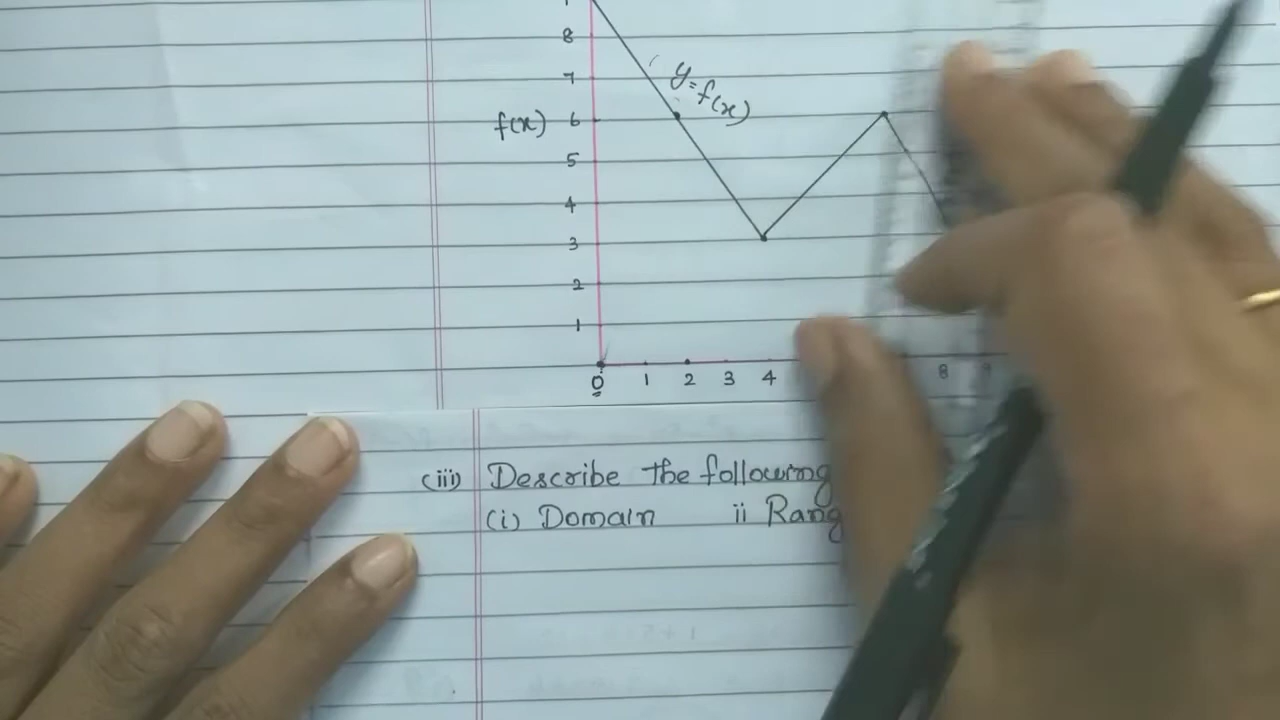 8
7
y=f(x)
f(x) 6
5
4
3
2
1
0 1 2 3 4 8 9
(iii) Describe the following
(i) Domain ii Rang